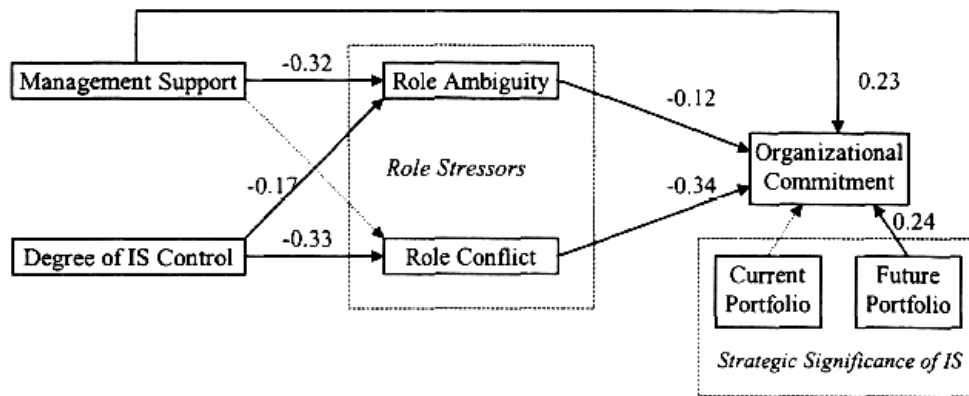 Management Support
-0.32
Role Ambiguity
-0.12
0.23
Organizational
Commitment
-0.17
Role Stressors
-0.34
Degree of IS Control
-0.33
Role Conflict
0.24
Current
Portfolio
Future
Portfolio
Strategic Significance of IS